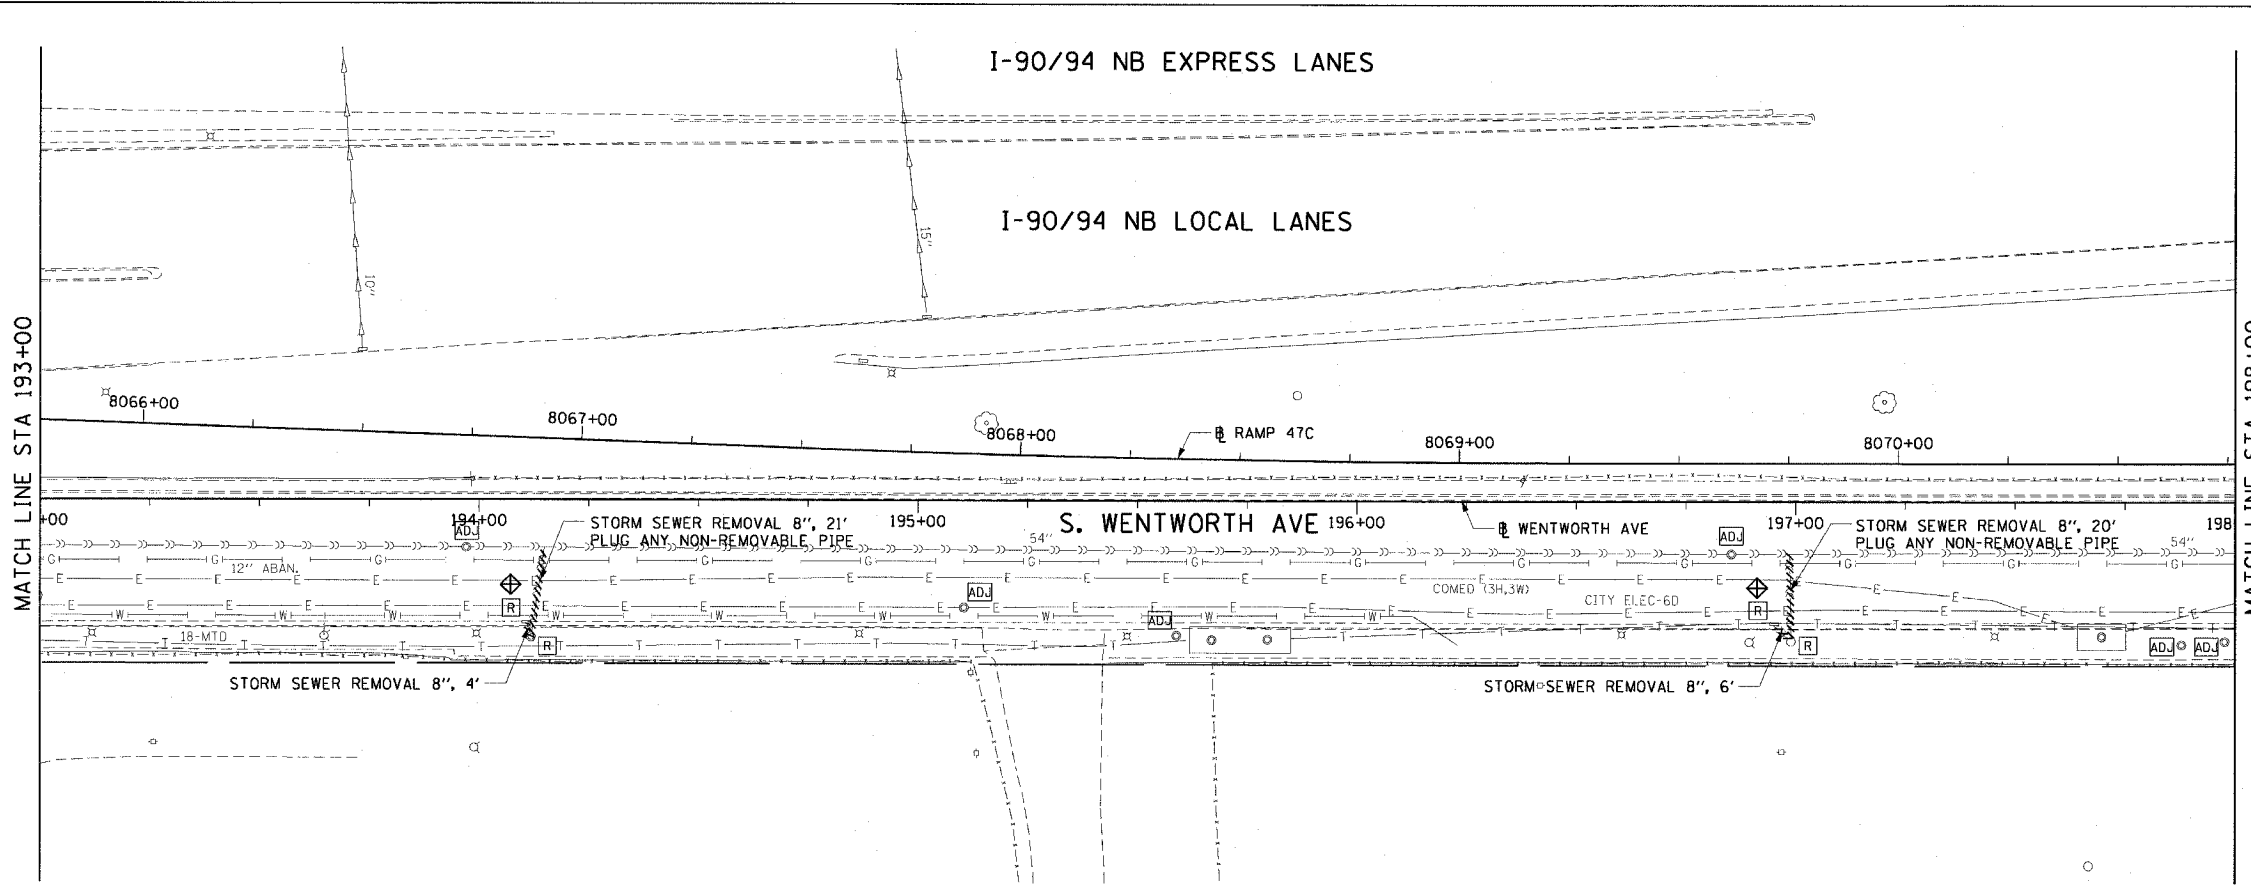 I-90/94 NB EXPRESS LANES
I-90/94 NB LOCAL LANES
10"
15"
MATCH LINE STA 193+00
8066+00
8067+00
8068+00
℄ RAMP 47C
8069+00
8070+00
+00
194+00
195+00
S. WENTWORTH AVE
196+00
℄ WENTWORTH AVE
197+00
198
ADJ
STORM SEWER REMOVAL 8", 21'
PLUG ANY NON-REMOVABLE PIPE
54"
ADJ
STORM SEWER REMOVAL 8", 20'
PLUG ANY NON-REMOVABLE PIPE
54"
G G G G G G G G G G G G
12" ABAN.
E E E E E E E E E E E E E E E
COMED (3H,3W)
CITY ELEC-6D
R
ADJ
R
W W W W W W W W W
ADJ
18-MTD
T T T T T T T T T T T T
R
R
ADJ
ADJ
STORM SEWER REMOVAL 8", 4'
STORM SEWER REMOVAL 8", 6'